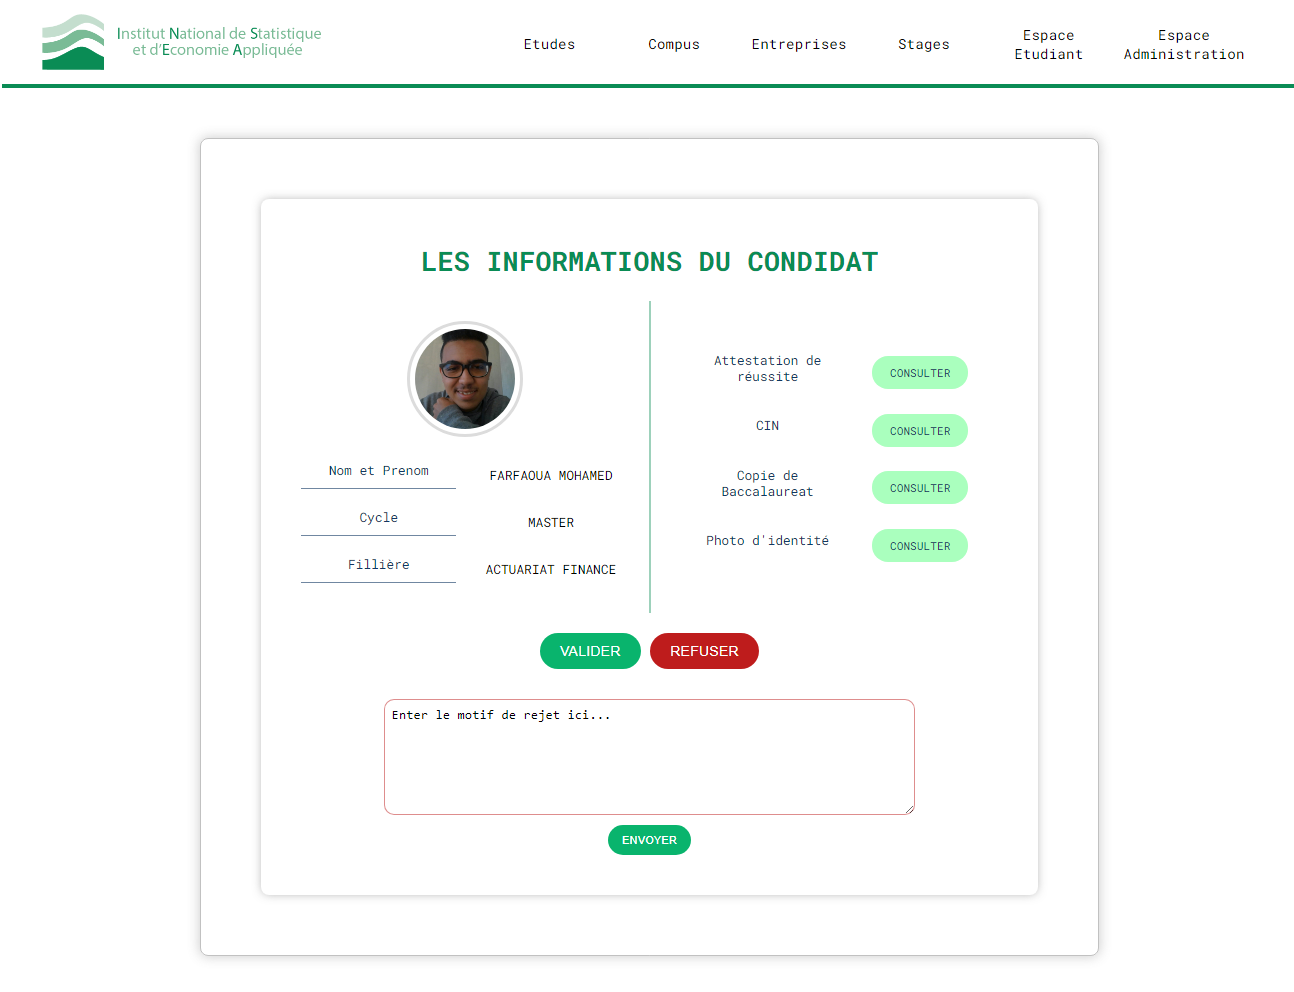 Institut National de Statistique
et d'Economie Appliquée
Etudes
Compus
Entreprises
Stages
Espace
Etudiant
Espace
Administration
LES INFORMATIONS DU CONDIDAT
Nom et Prenom
FARFAOUA MOHAMED
Cycle
MASTER
Fillière
ACTUARIAT FINANCE
Attestation de
réussite
CONSULTER
CIN
CONSULTER
Copie de
Baccalaureat
CONSULTER
Photo d'identité
CONSULTER
VALIDER
REFUSER
Enter le motif de rejet ici...
ENVOYER